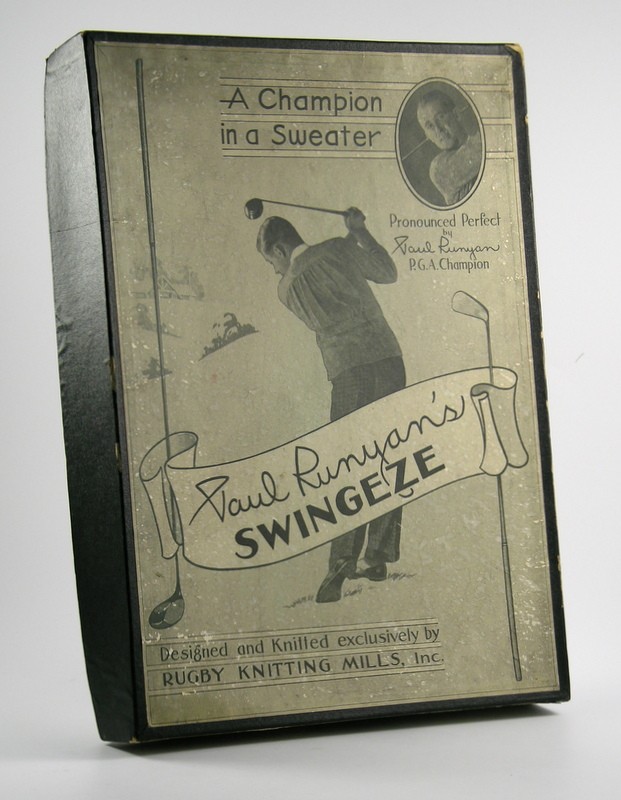 A Champion
in a Sweater
Pronounced Perfect
by
Paul Runyan
P.G.A. Champion
Paul Runyan's
SWINGEZE
Designed and Knitted exclusively by
RUGBY KNITTING MILLS, Inc.